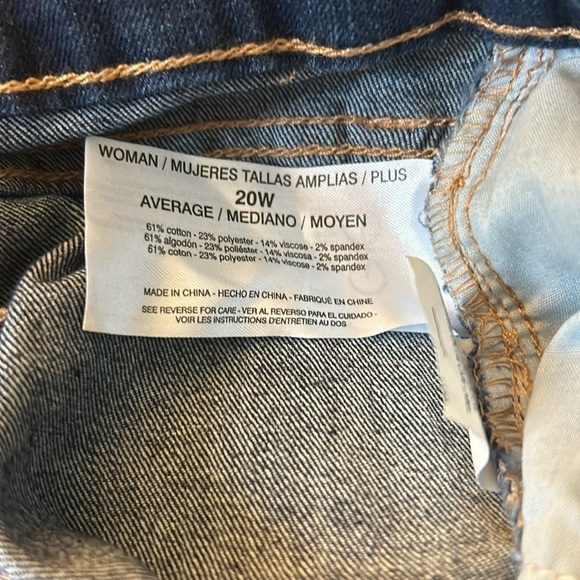 WOMAN / MUJERES TALLAS AMPLIAS / PLUS
20W
AVERAGE / MEDIANO / MOYEN
61% cotton - 23% polyester - 14% viscose - 2% spandex
61% algodón - 23% poliéster - 14% viscosa - 2% spandex
61% coton - 23% polyester - 14% viscose - 2% spandex
MADE IN CHINA - HECHO EN CHINA - FABRIQUÉ EN CHINE
SEE REVERSE FOR CARE - VER AL REVERSO PARA EL CUIDADO -
VOIR LES INSTRUCTIONS D'ENTRETIEN AU DOS